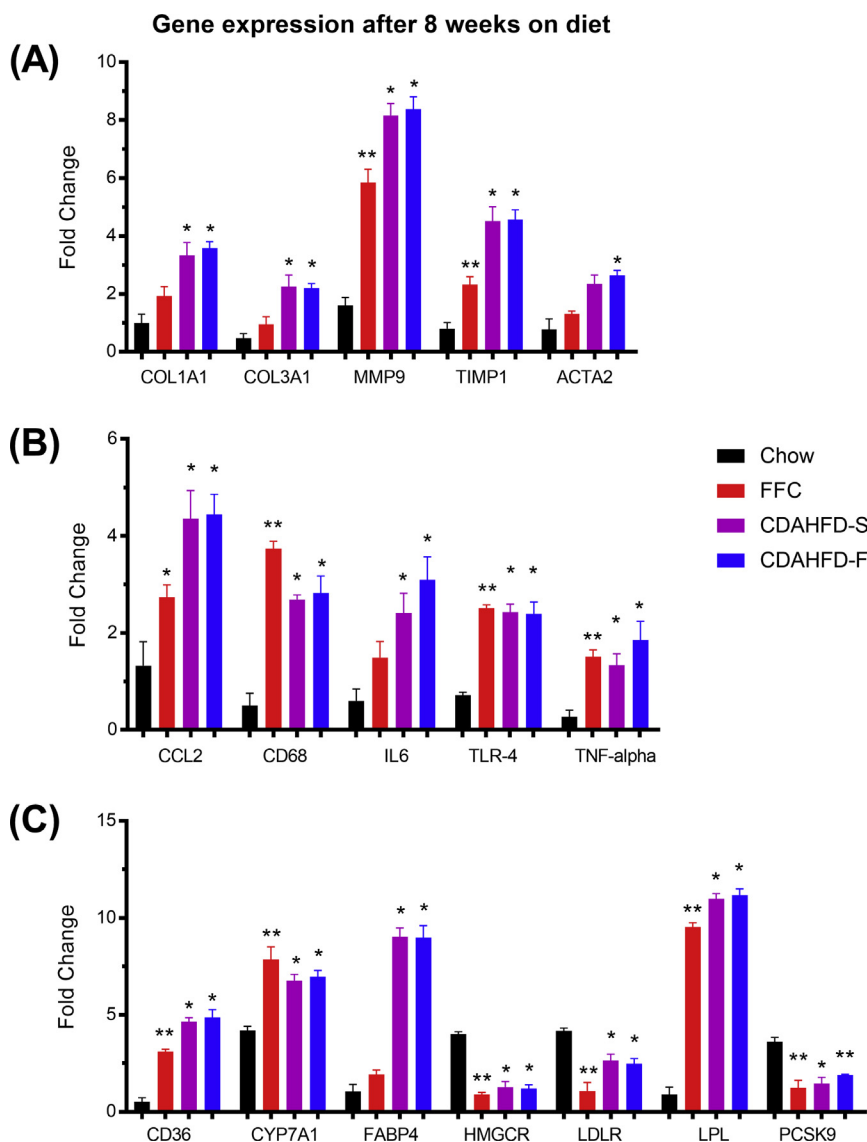 Gene expression after 8 weeks on diet
(A)
Fold Change
10
8
6
4
2
0
* * ** * * ** * * * * *
COL1A1 COL3A1 MMP9 TIMP1 ACTA2
(B)
Fold Change
6
4
2
0
* * * ** * * * * ** * * ** * *
CCL2 CD68 IL6 TLR-4 TNF-alpha
Chow
FFC
CDAHFD-S
CDAHFD-F
(C)
Fold Change
15
10
5
0
** * * ** * * * * ** * * ** * * ** * * ** * **
CD36 CYP7A1 FABP4 HMGCR LDLR LPL PCSK9